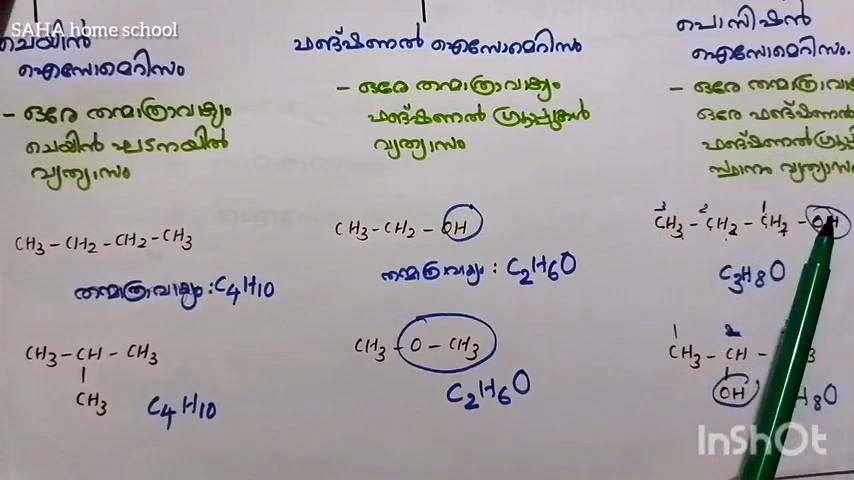 SAHA home school
ചെയിൻ
ഐസോമെറിസം
- ഒരേ തന്മാത്രാവാക്യം
ചെയിൻ ഘടനയിൽ
വ്യത്യാസം
CH3-CH2-CH2-CH3
തന്മാത്രാവാക്യം : C4H10
CH3-CH-CH3
|
CH3
C4H10
ഫങ്ഷണൽ ഐസോമെറിസം
- ഒരേ തന്മാത്രാവാക്യം
ഫങ്ഷണൽ ഗ്രൂപ്പുകൾ
വ്യത്യാസം
CH3-CH2-OH
തന്മാത്രാവാക്യം : C2H6O
CH3-O-CH3
C2H6O
പൊസിഷൻ
ഐസോമെറിസം.
- ഒരേ
ഒരേ ഫങ്ഷണൽ
സ്ഥാനം
3 2 1
CH3-CH2-CH2-OH
C3H8O
1 2
CH3-CH-
|
OH
H8O
InShOt